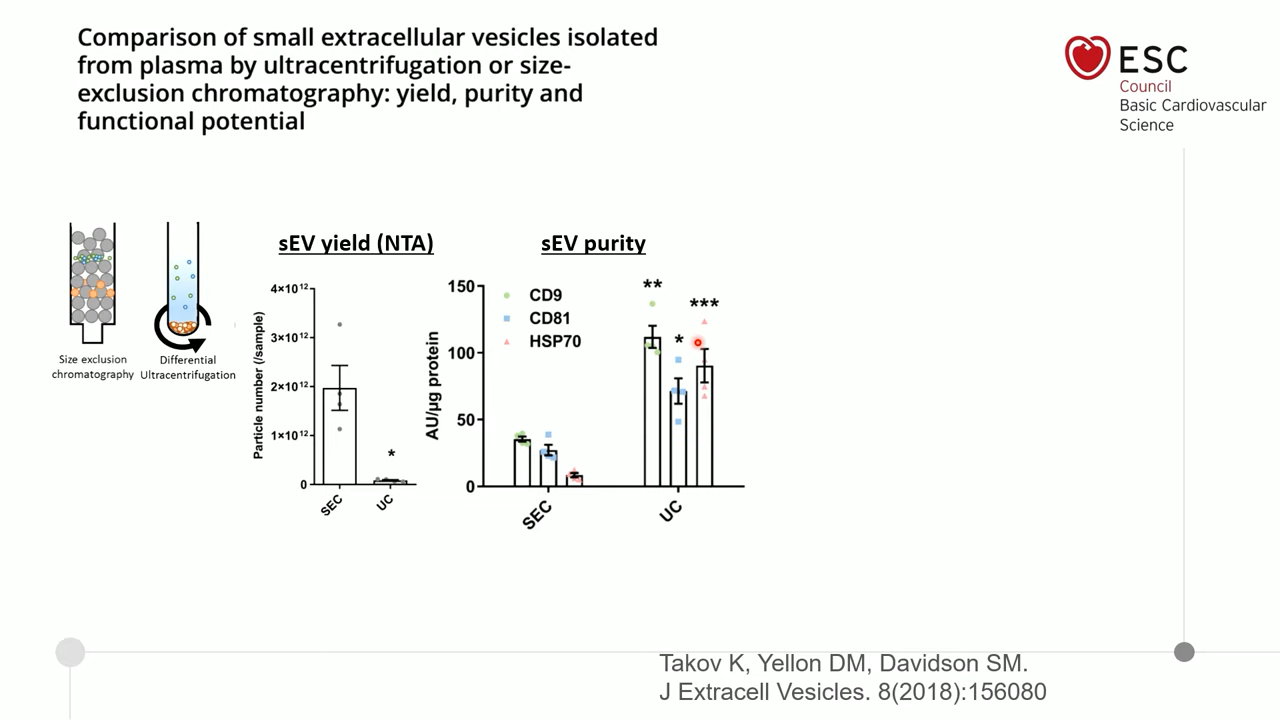 Comparison of small extracellular vesicles isolated
from plasma by ultracentrifugation or size-
exclusion chromatography: yield, purity and
functional potential
ESC
Council
Basic Cardiovascular
Science
Size exclusion
chromatography
Differential
Ultracentrifugation
sEV yield (NTA)
Particle number (/sample)
4×10¹²
3×10¹²
2×10¹²
1×10¹²
0
*
SEC
UC
sEV purity
AU/μg protein
150
100
50
0
CD9
CD81
HSP70
**
*
***
SEC
UC
Takov K, Yellon DM, Davidson SM.
J Extracell Vesicles. 8(2018):156080